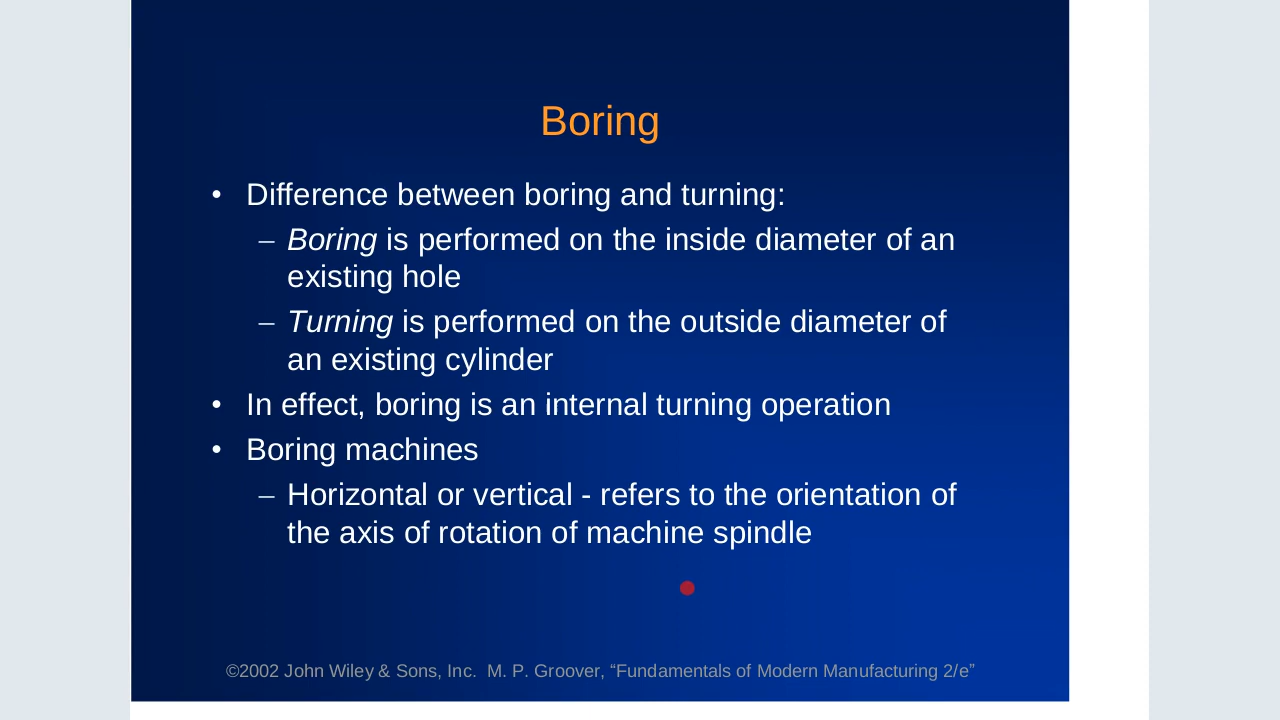 Boring
• Difference between boring and turning:
– Boring is performed on the inside diameter of an
existing hole
– Turning is performed on the outside diameter of
an existing cylinder
• In effect, boring is an internal turning operation
• Boring machines
– Horizontal or vertical - refers to the orientation of
the axis of rotation of machine spindle
©2002 John Wiley & Sons, Inc.  M. P. Groover, “Fundamentals of Modern Manufacturing 2/e”